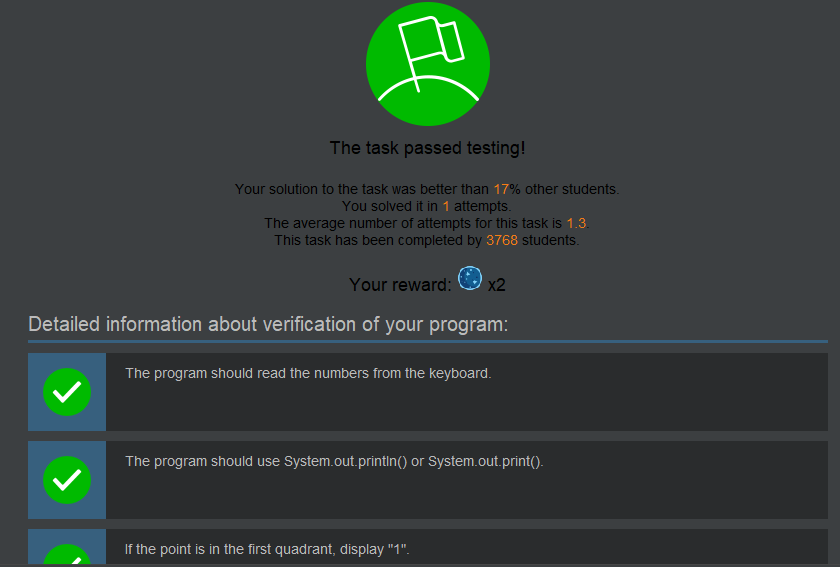 The task passed testing!
Your solution to the task was better than 17% other students.
You solved it in 1 attempts.
The average number of attempts for this task is 1.3.
This task has been completed by 3768 students.
Your reward: x2
Detailed information about verification of your program:
The program should read the numbers from the keyboard.
The program should use System.out.println() or System.out.print().
If the point is in the first quadrant, display "1".